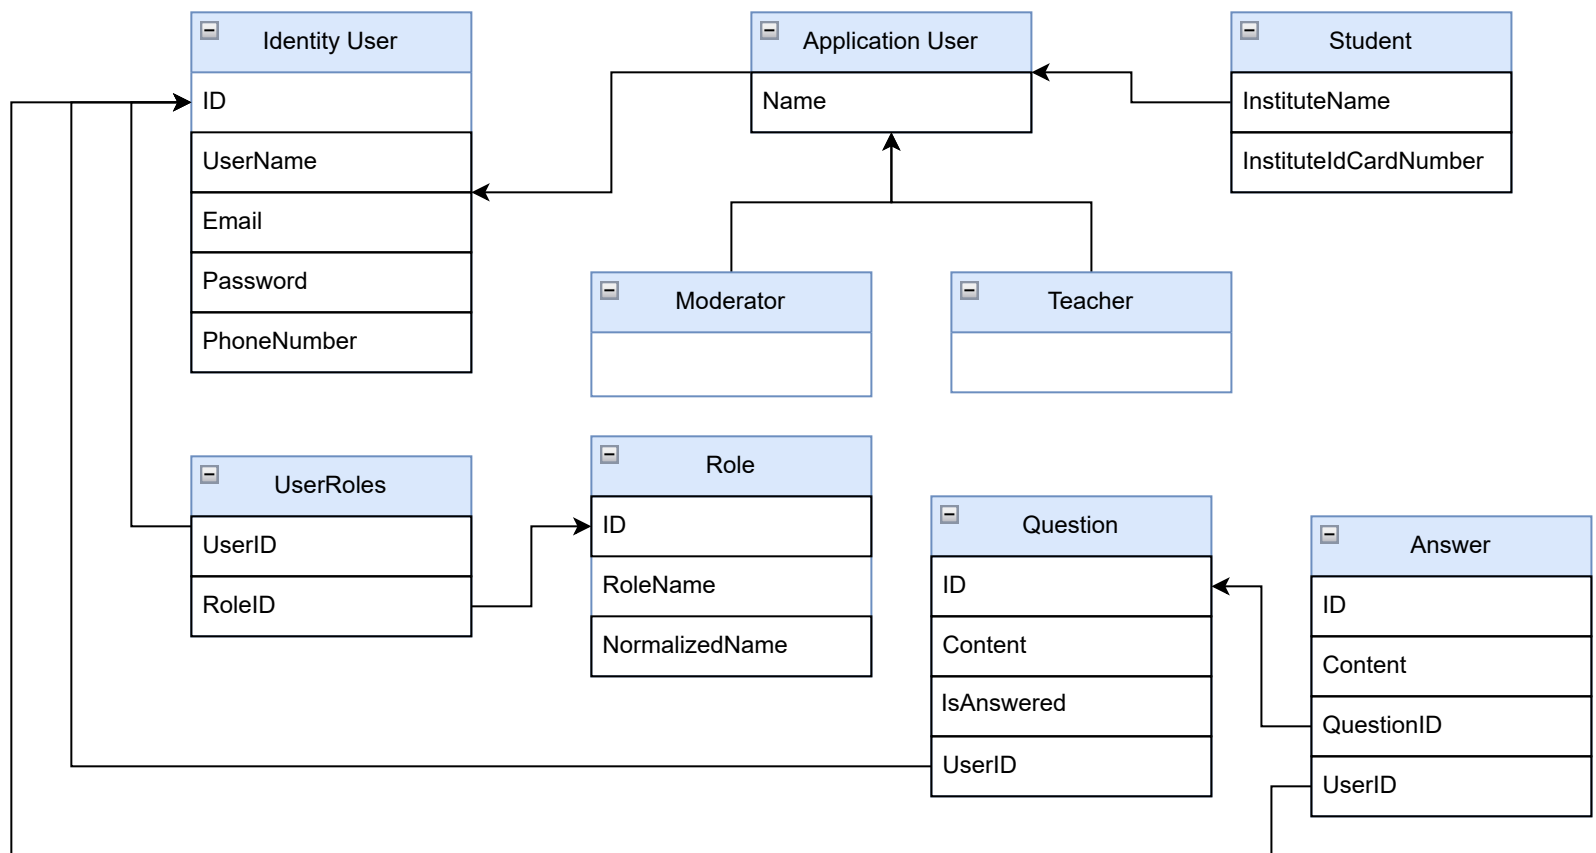 Identity User
ID
UserName
Email
Password
PhoneNumber
Application User
Name
Student
InstituteName
InstituteIdCardNumber
Moderator
Teacher
UserRoles
UserID
RoleID
Role
ID
RoleName
NormalizedName
Question
ID
Content
IsAnswered
UserID
Answer
ID
Content
QuestionID
UserID